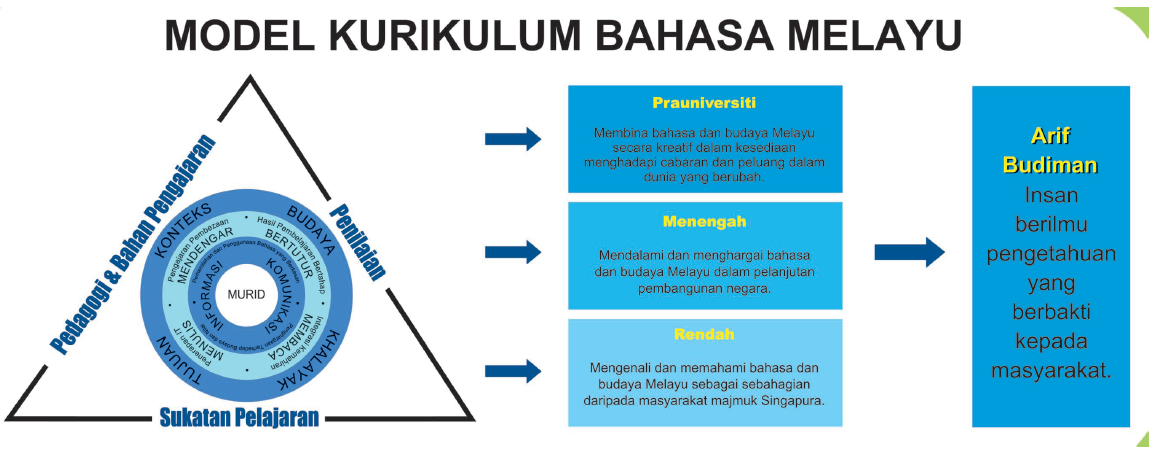 MODEL KURIKULUM BAHASA MELAYU
Pedagogi & Bahan Pengajaran
Penilaian
Sukatan Pelajaran
KONTEKS
BUDAYA
KHALAYAK
TUJUAN
Pengajaran Pembezaan
MENDENGAR
Hasil Pembelajaran Bertahap
BERTUTUR
Integrasi Kemahiran
MEMBACA
Penerapan IT
MENULIS
INFORMASI
KOMUNIKASI
MURID
Prauniversiti
Membina bahasa dan budaya Melayu
secara kreatif dalam kesediaan
menghadapi cabaran dan peluang dalam
dunia yang berubah.
Menengah
Mendalami dan menghargai bahasa
dan budaya Melayu dalam pelanjutan
pembangunan negara.
Rendah
Mengenali dan memahami bahasa dan
budaya Melayu sebagai sebahagian
daripada masyarakat majmuk Singapura.
Arif
Budiman
Insan
berilmu
pengetahuan
yang
berbakti
kepada
masyarakat.